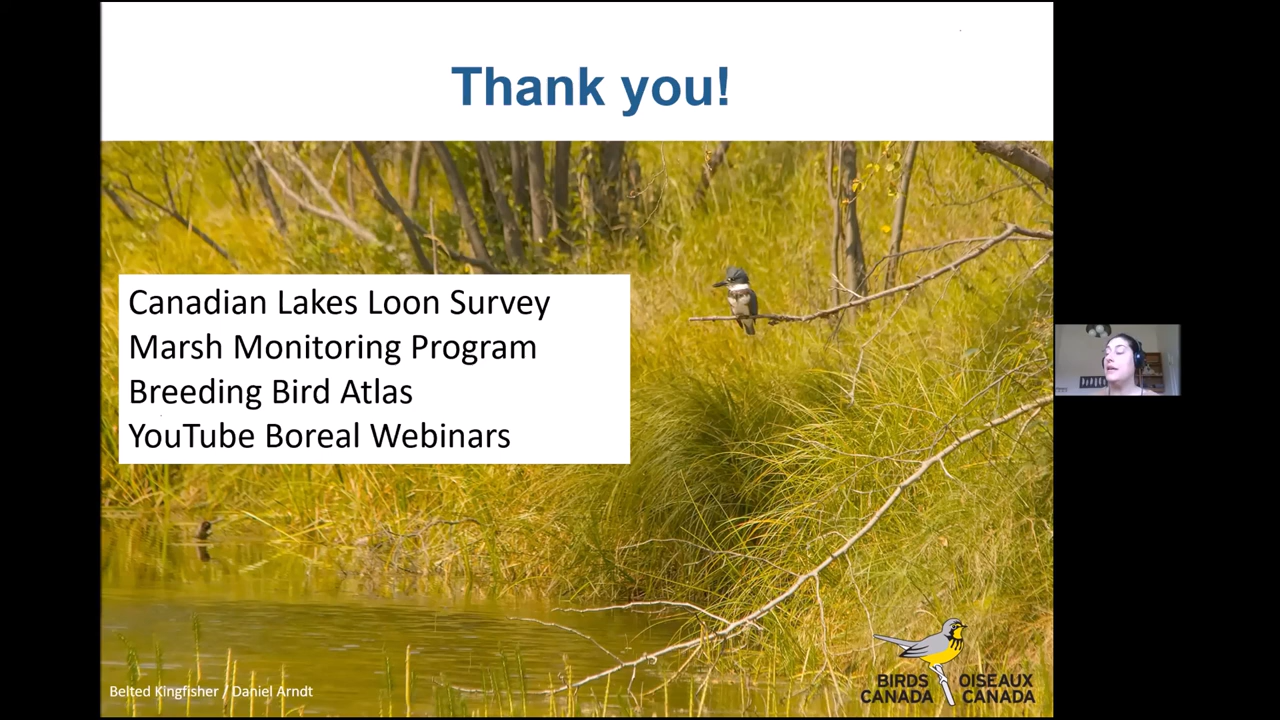 Thank you!
Canadian Lakes Loon Survey
Marsh Monitoring Program
Breeding Bird Atlas
YouTube Boreal Webinars
Belted Kingfisher / Daniel Arndt
BIRDS OISEAUX
CANADA CANADA